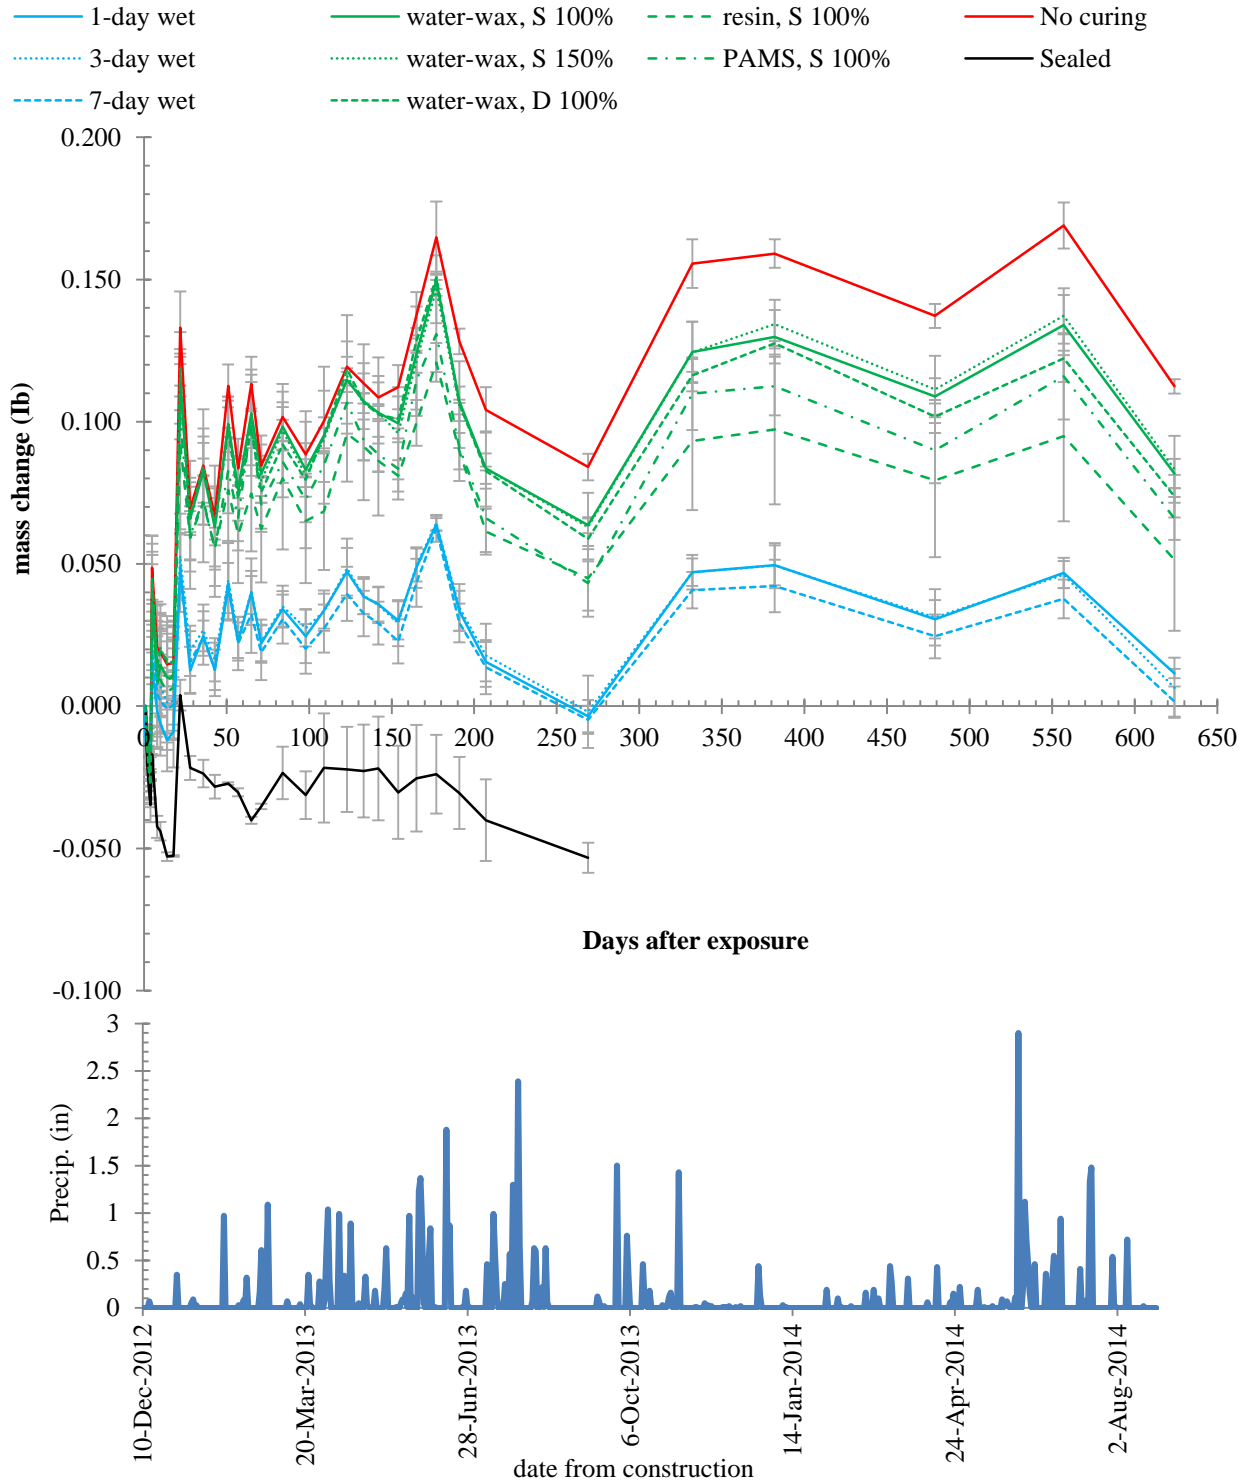 1-day wet water-wax, S 100% resin, S 100% No curing
3-day wet water-wax, S 150% PAMS, S 100% Sealed
7-day wet water-wax, D 100%
0.200
0.150
0.100
0.050
0.000
-0.050
-0.100
mass change (Ib)
0 50 100 150 200 250 300 350 400 450 500 550 600 650
Days after exposure
3
2.5
2
1.5
1
0.5
0
Precip. (in)
10-Dec-2012
20-Mar-2013
28-Jun-2013
6-Oct-2013
14-Jan-2014
24-Apr-2014
2-Aug-2014
date from construction